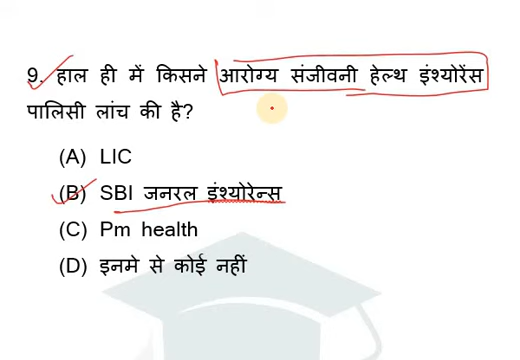 9. हाल ही में किसने आरोग्य संजीवनी हेल्थ इंश्योरेंस
पालिसी लांच की है?
(A) LIC
(B) SBI जनरल इंश्योरेन्स
(C) Pm health
(D) इनमे से कोई नहीं